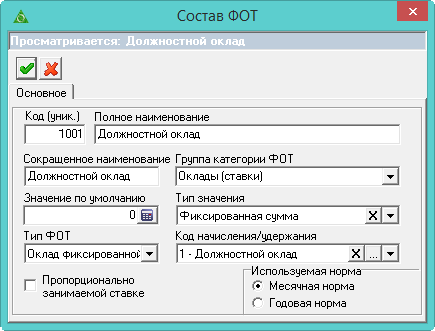 Состав ФОТ
Просматривается: Должностной оклад
Основное
Код (уник.) Полное наименование
1001 Должностной оклад
Сокращенное наименование Группа категории ФОТ
Должностной оклад Оклады (ставки)
Значение по умолчанию Тип значения
0 Фиксированная сумма X
Тип ФОТ Код начисления/удержания
Оклад фиксированной 1 - Должностной оклад X ...
Пропорционально занимаемой ставке
Используемая норма
Месячная норма
Годовая норма